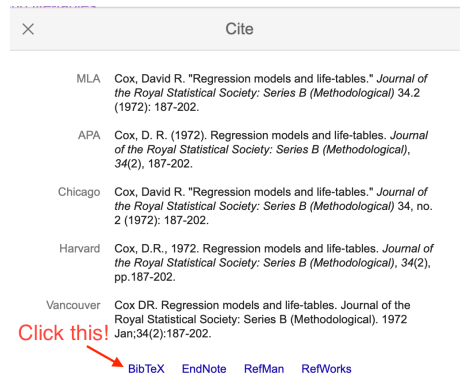 Cite
MLA Cox, David R. "Regression models and life-tables." Journal of
the Royal Statistical Society: Series B (Methodological) 34.2
(1972): 187-202.
APA Cox, D. R. (1972). Regression models and life-tables. Journal
of the Royal Statistical Society: Series B (Methodological),
34(2), 187-202.
Chicago Cox, David R. "Regression models and life-tables." Journal of
the Royal Statistical Society: Series B (Methodological) 34, no.
2 (1972): 187-202.
Harvard Cox, D.R., 1972. Regression models and life-tables. Journal of
the Royal Statistical Society: Series B (Methodological), 34(2),
pp.187-202.
Vancouver Cox DR. Regression models and life-tables. Journal of the
Royal Statistical Society: Series B (Methodological). 1972
Jan;34(2):187-202.
Click this!
BibTeX EndNote RefMan RefWorks